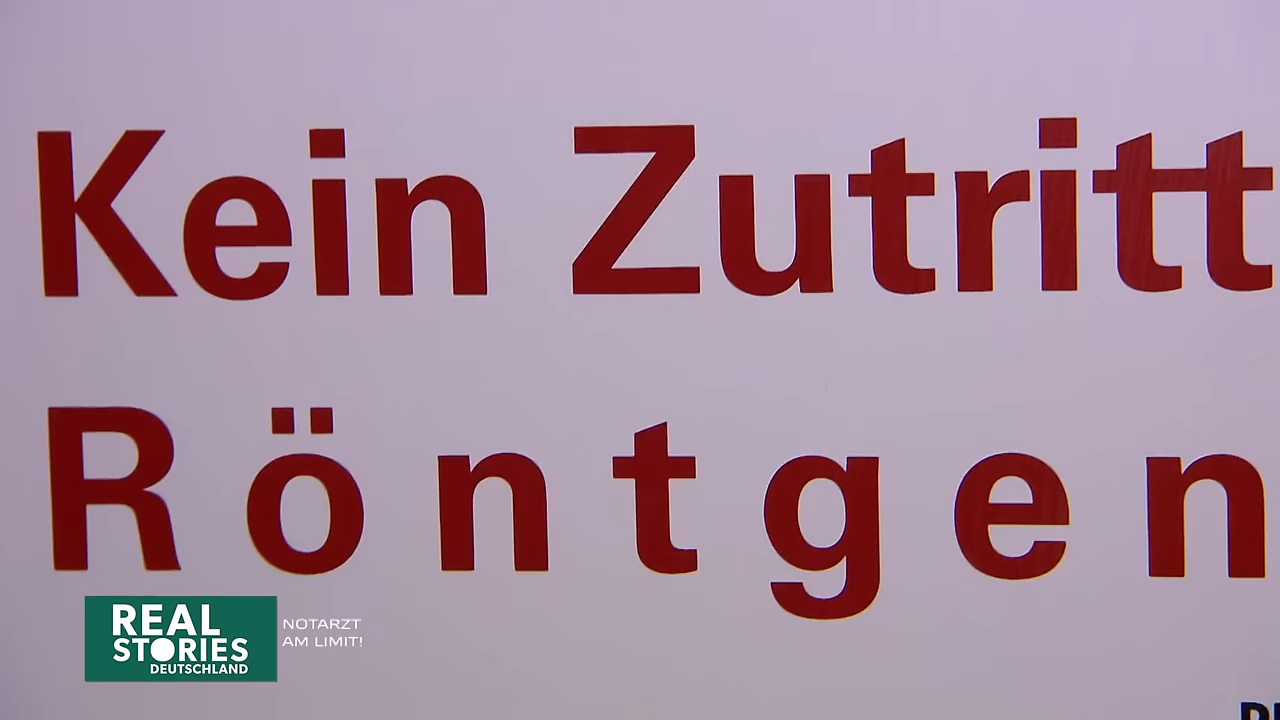 Kein Zutritt
Röntgen
REAL
STORIES
DEUTSCHLAND
NOTARZT
AM LIMIT!